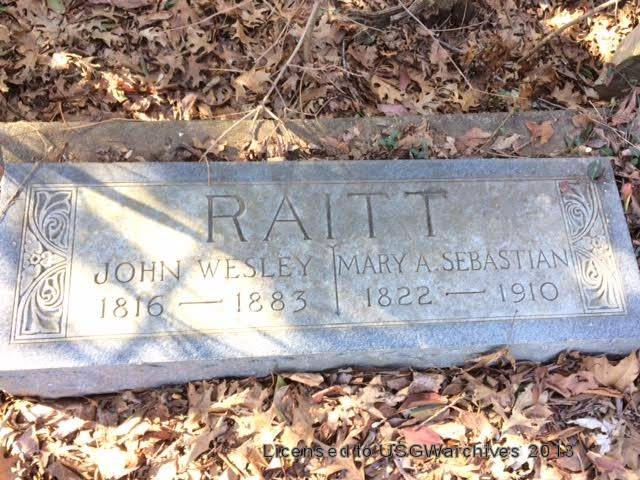 RAITT
JOHN WESLEY MARY A. SEBASTIAN
1816 — 1883 1822 — 1910
Licensed to USGWarchives 2013